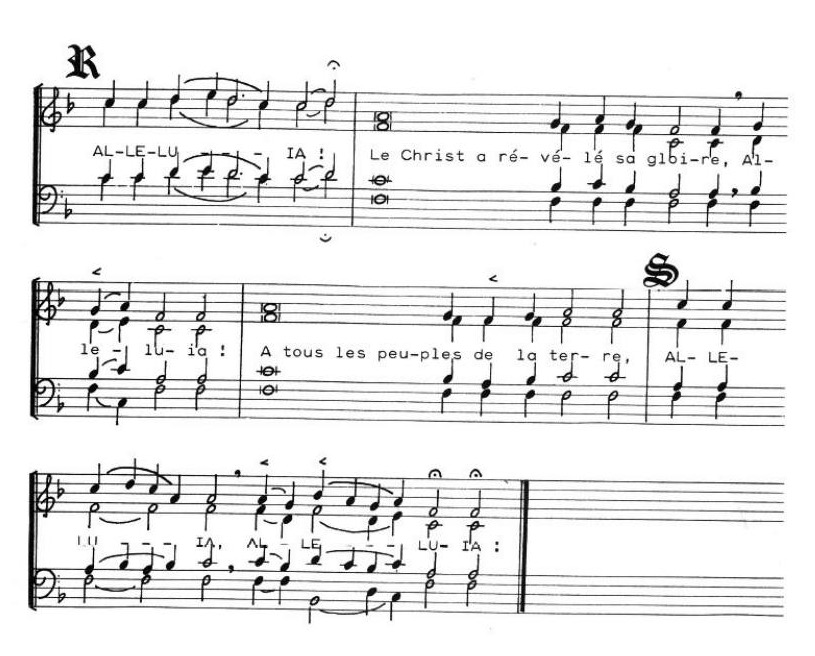 R
AL-LE-LU - - - IA : Le Christ a ré- vé- lé sa gloi-re, Al-
S
le - lu- ia : A tous les peu-ples de la ter- re, AL- LE-
LU - - - IA, AL - LE - - - LU- IA :